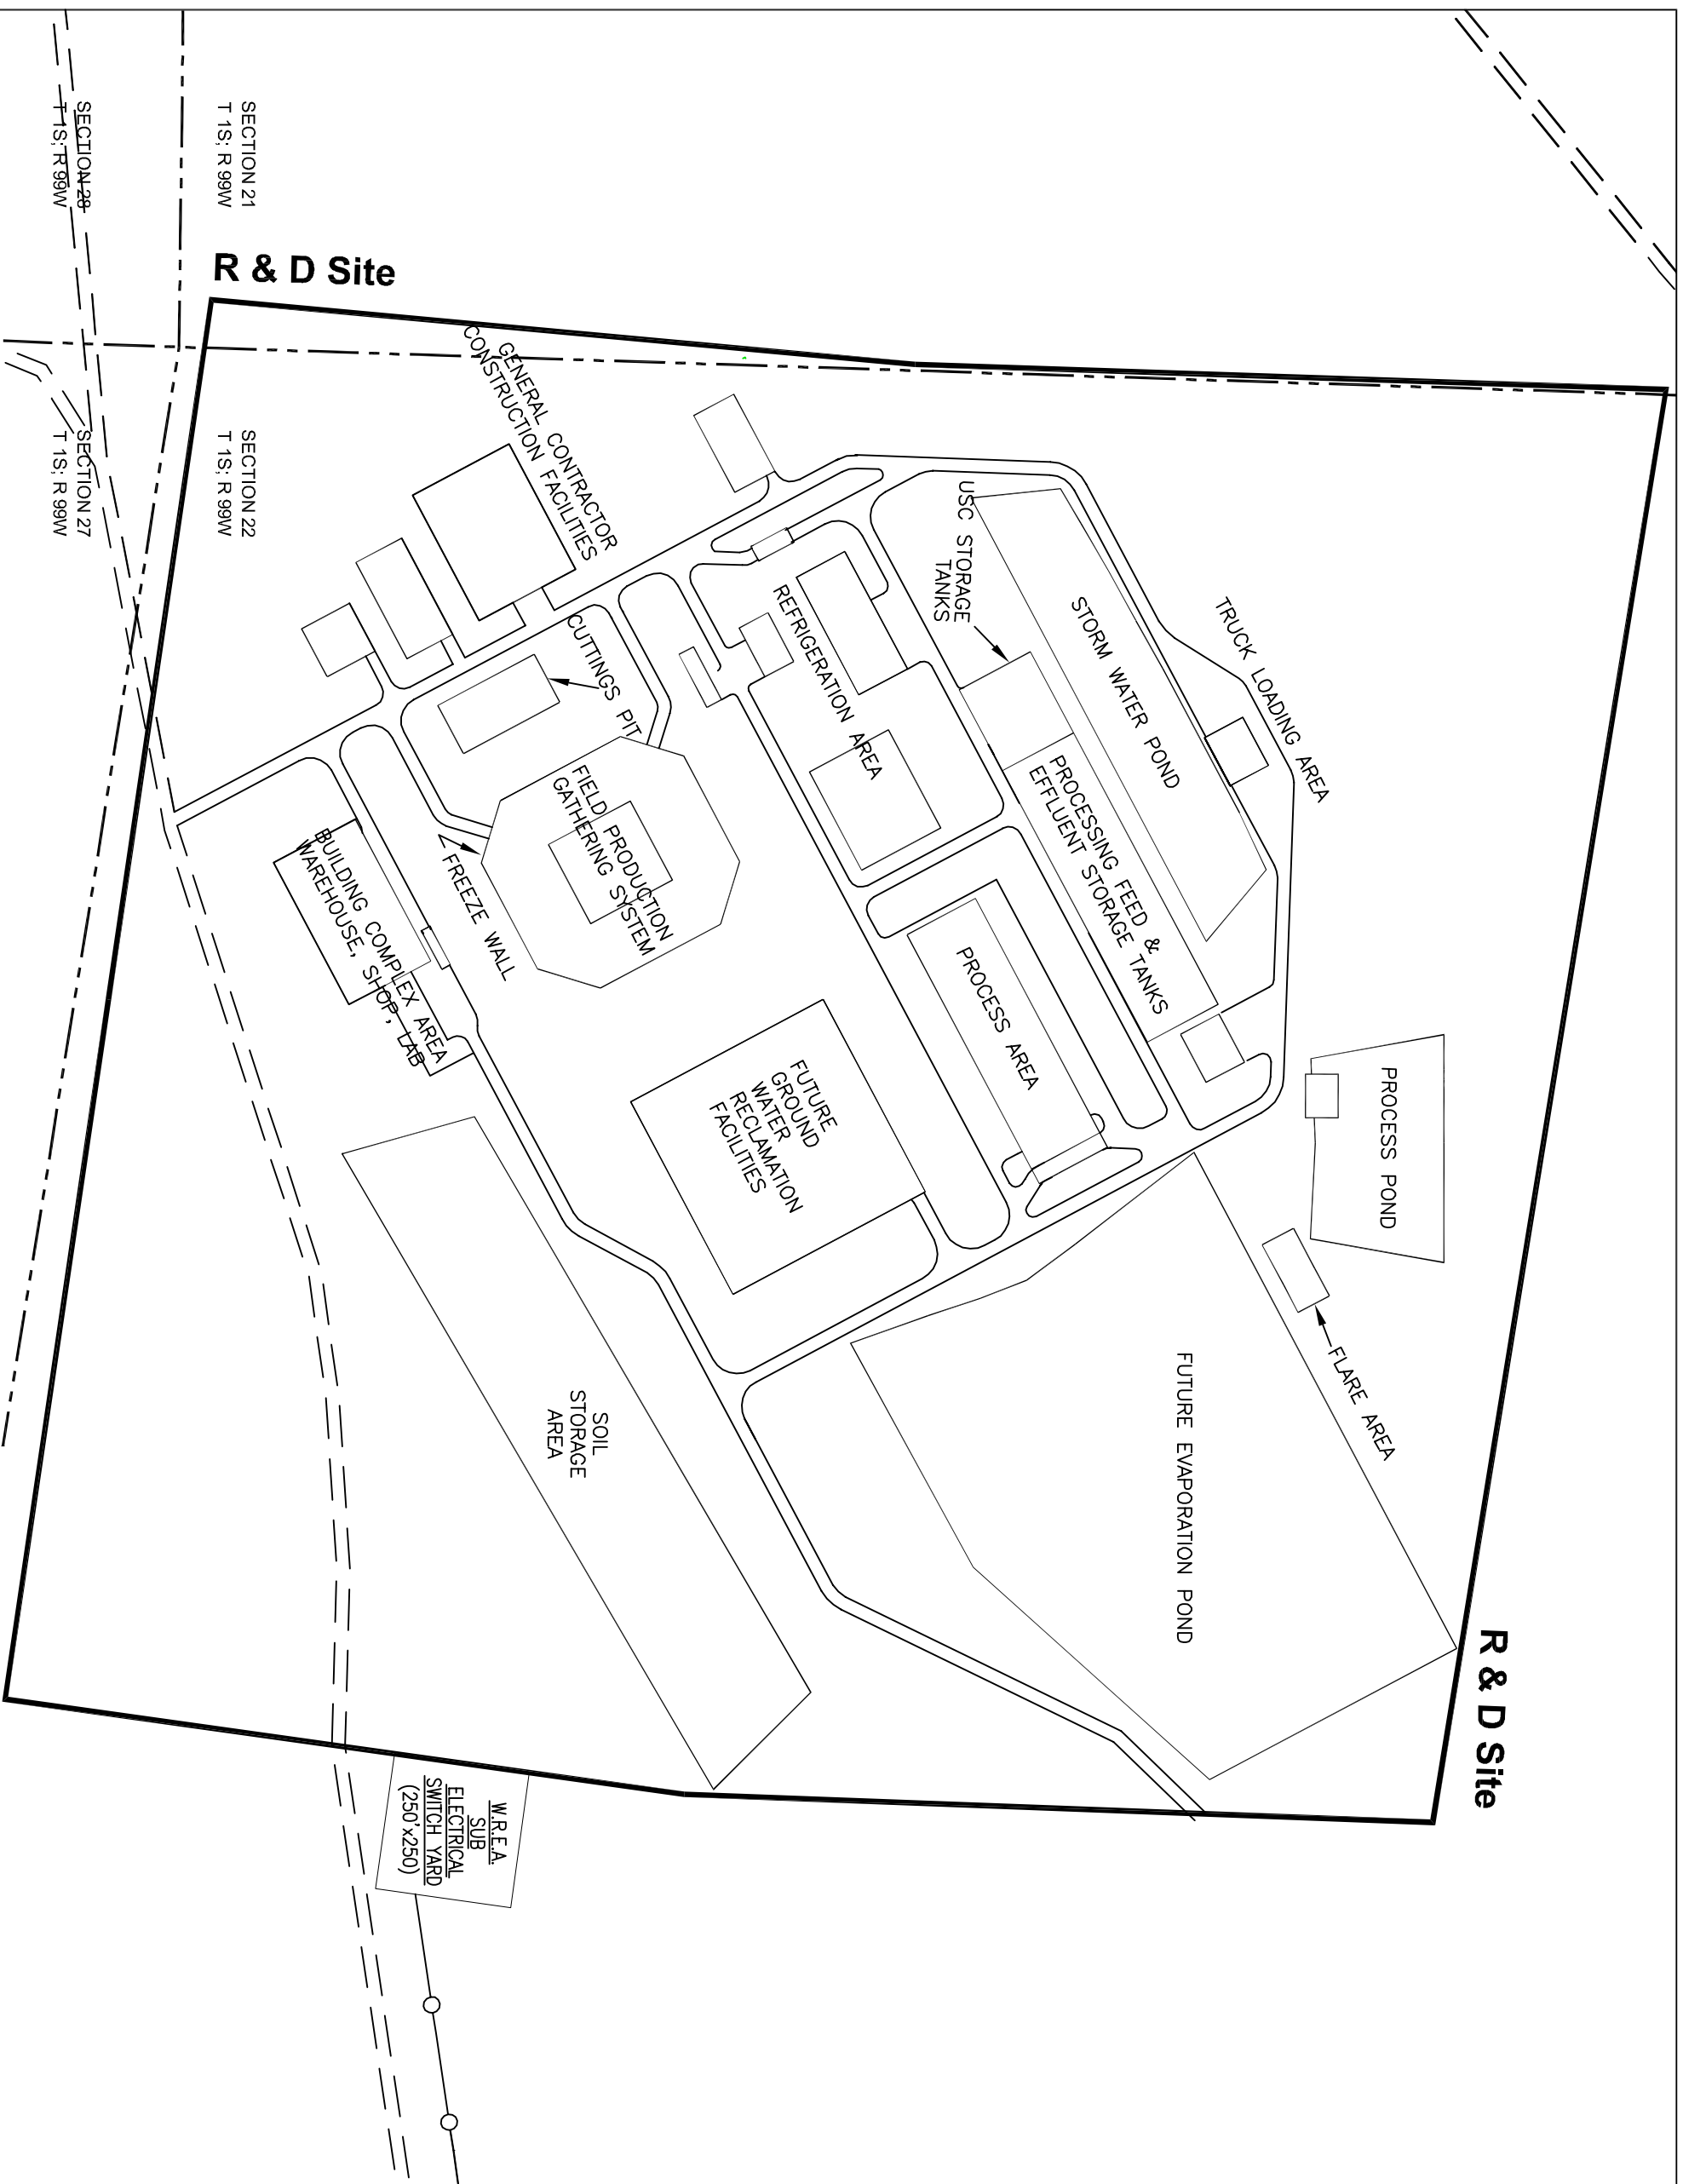 R & D Site
R & D Site
SECTION 21
T 1S; R 99W
SECTION 28
T 1S; R 99W
SECTION 22
T 1S; R 99W
SECTION 27
T 1S; R 99W
GENERAL CONTRACTOR
CONSTRUCTION FACILITIES
CUTTINGS PIT
REFRIGERATION AREA
USC STORAGE
TANKS
STORM WATER POND
TRUCK LOADING AREA
PROCESSING FEED &
EFFLUENT STORAGE TANKS
FIELD PRODUCTION
GATHERING SYSTEM
FREEZE WALL
BUILDING COMPLEX AREA
WAREHOUSE, SHOP, LAB
PROCESS AREA
FUTURE
GROUND
WATER
RECLAMATION
FACILITIES
PROCESS POND
FLARE AREA
FUTURE EVAPORATION POND
SOIL
STORAGE
AREA
W.R.E.A.
SUB
ELECTRICAL
SWITCH YARD
(250'x250)